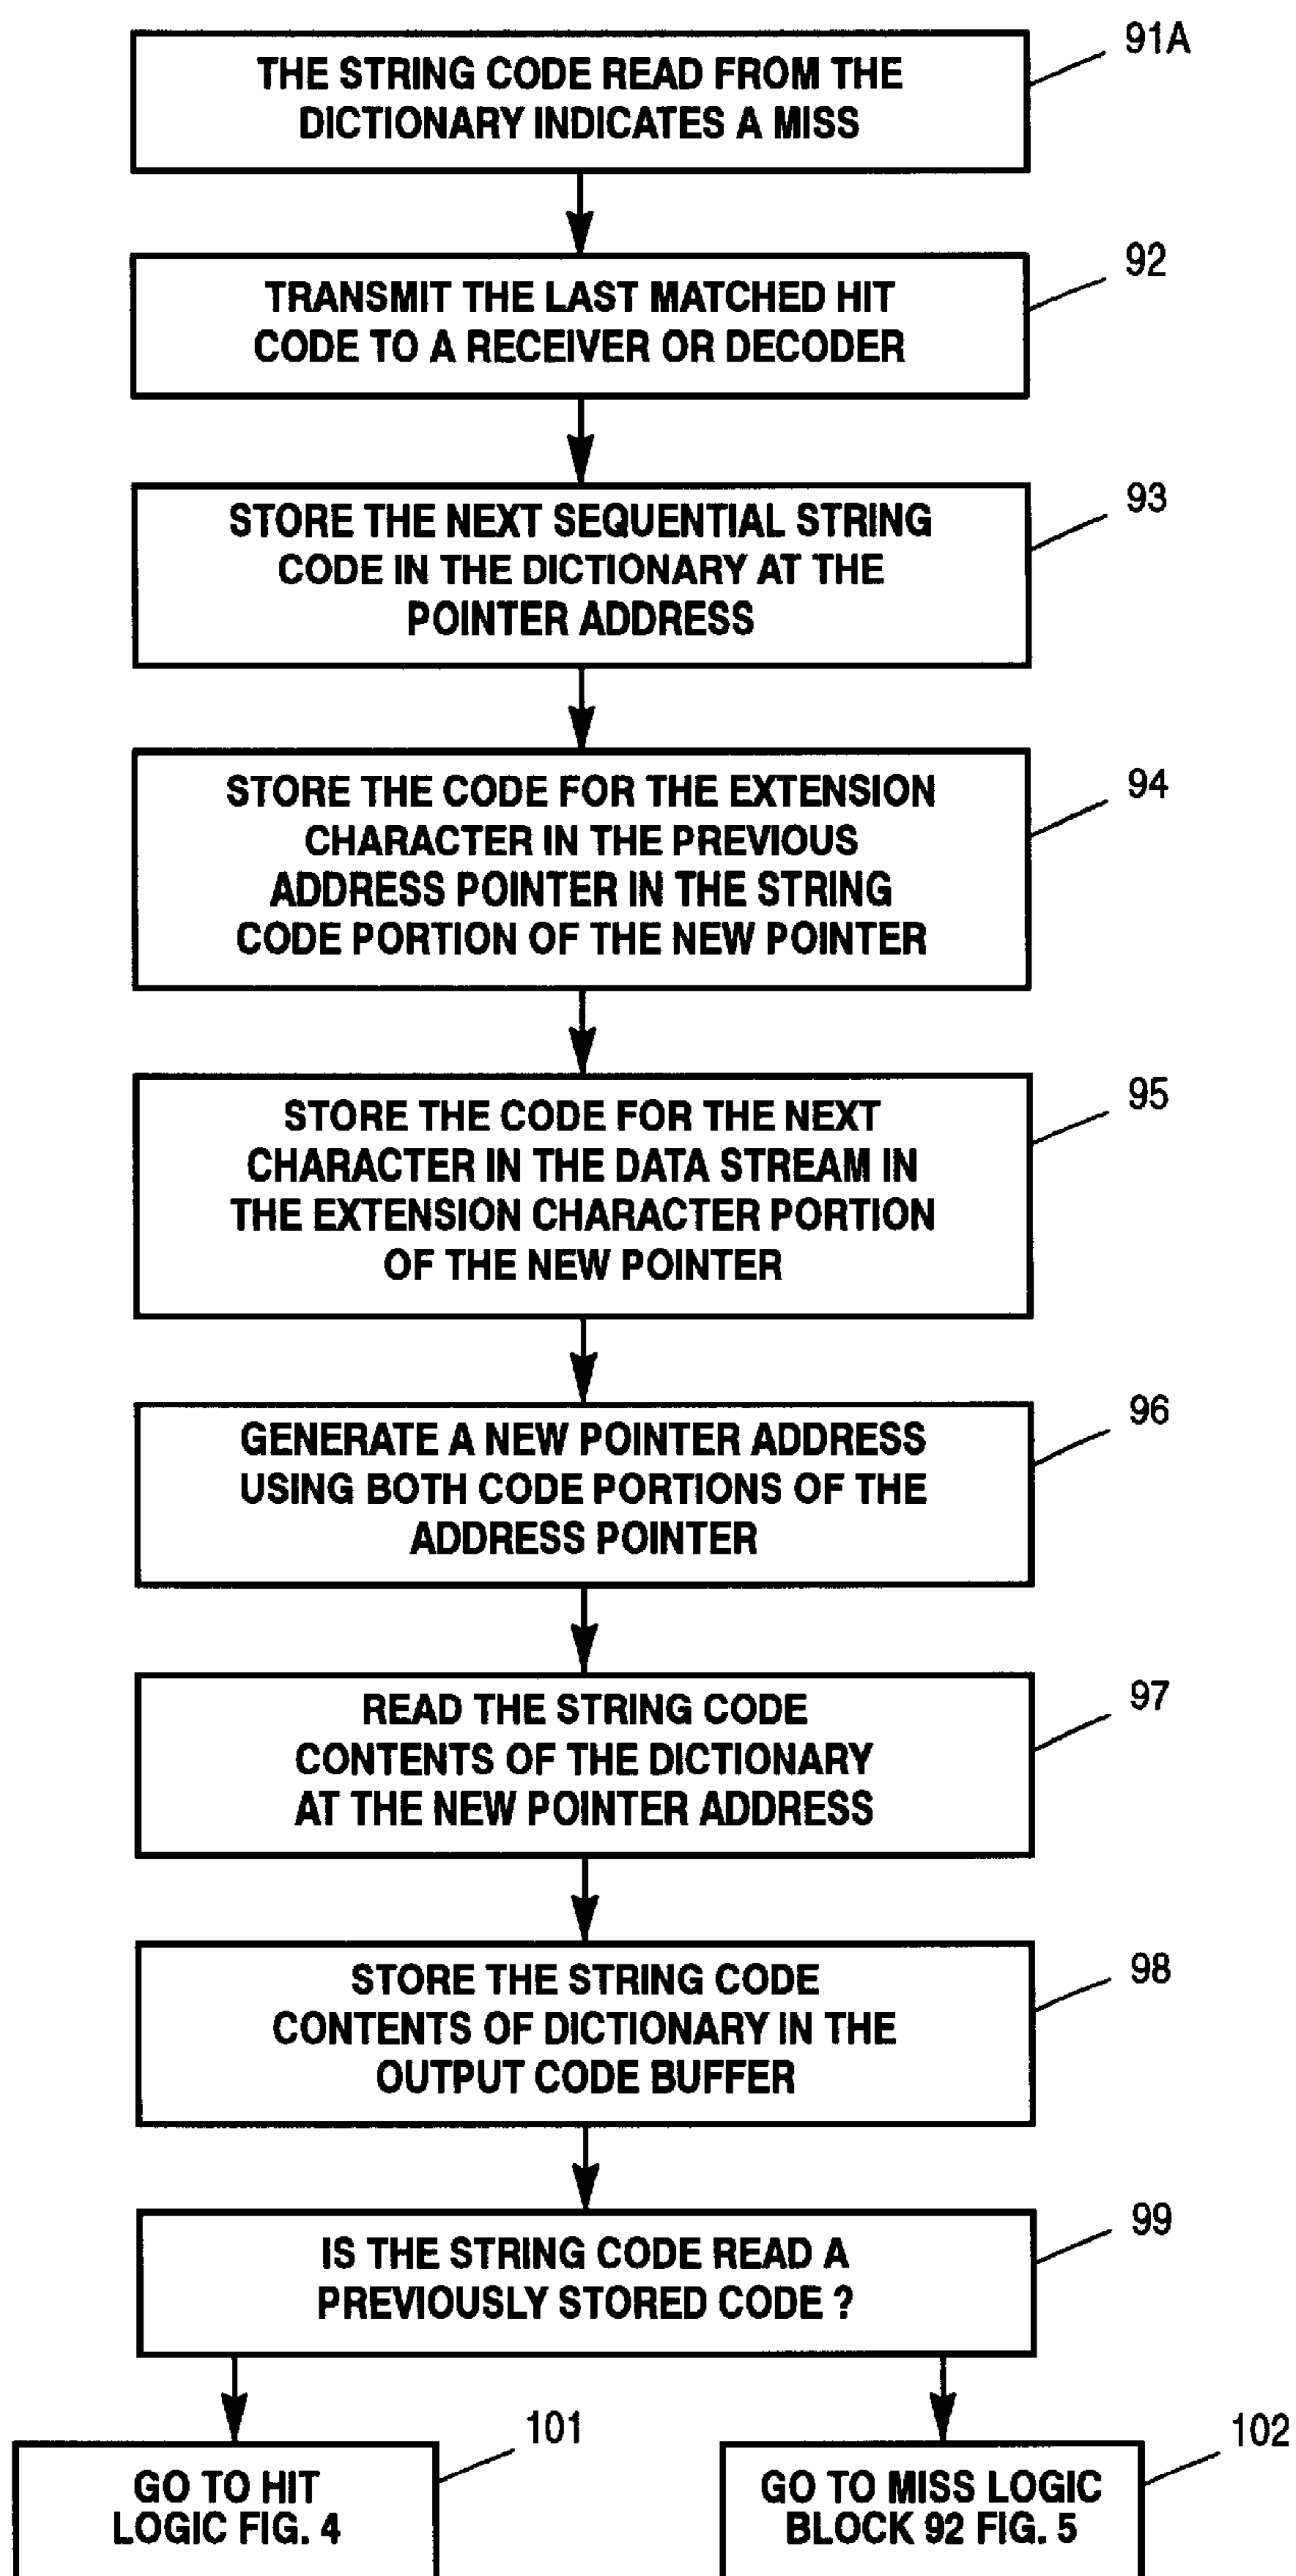 91A
THE STRING CODE READ FROM THE
DICTIONARY INDICATES A MISS
92
TRANSMIT THE LAST MATCHED HIT
CODE TO A RECEIVER OR DECODER
93
STORE THE NEXT SEQUENTIAL STRING
CODE IN THE DICTIONARY AT THE
POINTER ADDRESS
94
STORE THE CODE FOR THE EXTENSION
CHARACTER IN THE PREVIOUS
ADDRESS POINTER IN THE STRING
CODE PORTION OF THE NEW POINTER
95
STORE THE CODE FOR THE NEXT
CHARACTER IN THE DATA STREAM IN
THE EXTENSION CHARACTER PORTION
OF THE NEW POINTER
96
GENERATE A NEW POINTER ADDRESS
USING BOTH CODE PORTIONS OF THE
ADDRESS POINTER
97
READ THE STRING CODE
CONTENTS OF THE DICTIONARY
AT THE NEW POINTER ADDRESS
98
STORE THE STRING CODE
CONTENTS OF DICTIONARY IN THE
OUTPUT CODE BUFFER
99
IS THE STRING CODE READ A
PREVIOUSLY STORED CODE ?
101
GO TO HIT
LOGIC FIG. 4
102
GO TO MISS LOGIC
BLOCK 92 FIG. 5